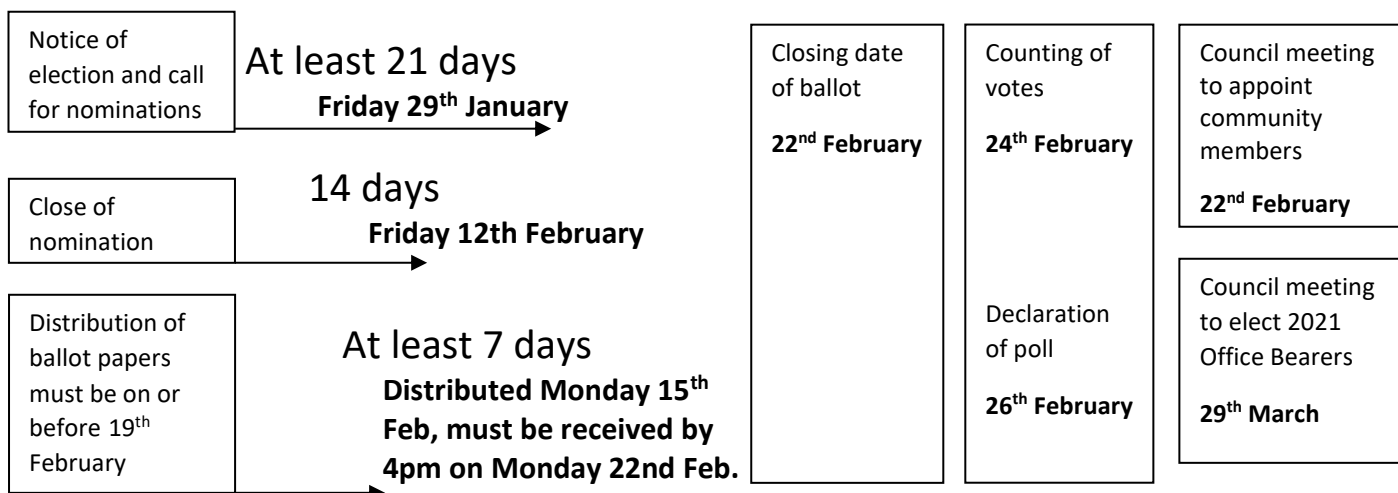 Notice of
election and call
for nominations
At least 21 days
Friday 29th January
Close of
nomination
14 days
Friday 12th February
Distribution of
ballot papers
must be on or
before 19th
February
At least 7 days
Distributed Monday 15th
Feb, must be received by
4pm on Monday 22nd Feb.
Closing date
of ballot
22nd February
Counting of
votes
24th February
Declaration
of poll
26th February
Council meeting
to appoint
community
members
22nd February
Council meeting
to elect 2021
Office Bearers
29th March